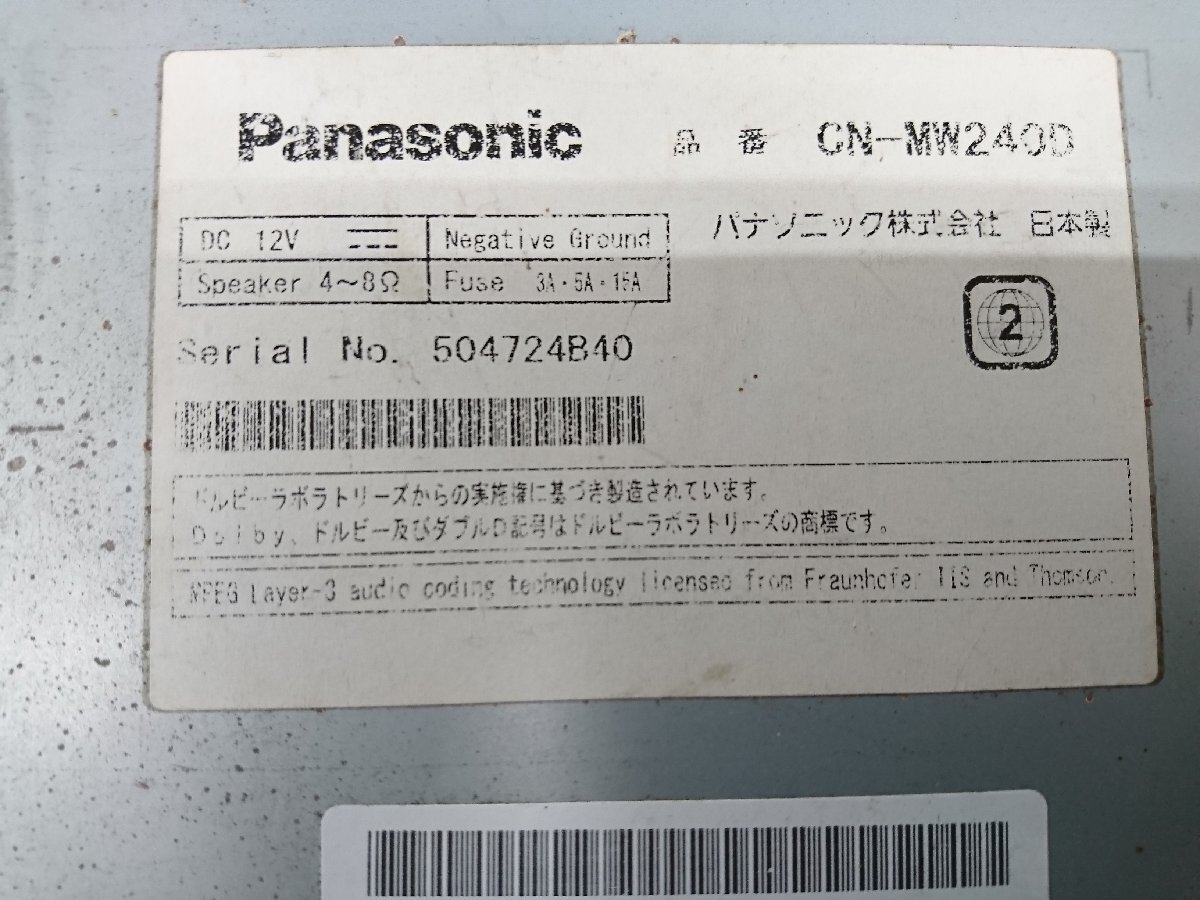 Panasonic 品番 CN-MW240D
パナソニック株式会社 日本製
DC 12V Negative Ground
Speaker 4～8Ω Fuse 3A・5A・15A
2
Serial No. 504724B40
ドルビーラボラトリーズからの実施権に基づき製造されています。
Dolby、ドルビー及びダブルD記号はドルビーラボラトリーズの商標です。
MPEG Layer-3 audio coding technology licensed from Fraunhofer IIS and Thomson.